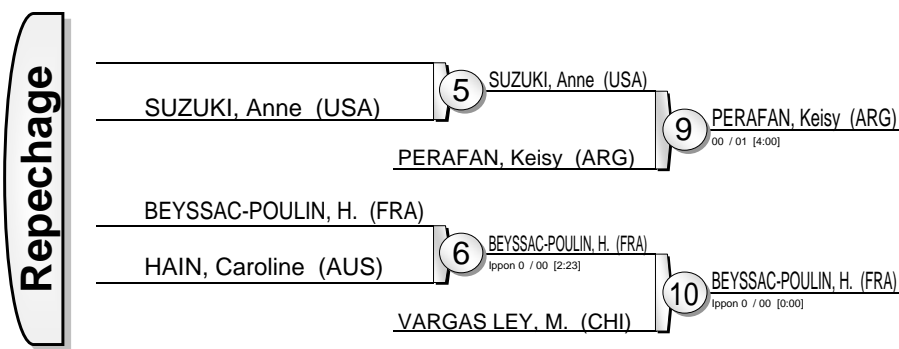 Repechage
SUZUKI, Anne (USA)
5
SUZUKI, Anne (USA)
PERAFAN, Keisy (ARG)
9
PERAFAN, Keisy (ARG)
00 / 01 [4:00]
BEYSSAC-POULIN, H. (FRA)
HAIN, Caroline (AUS)
6
BEYSSAC-POULIN, H. (FRA)
Ippon 0 / 00 [2:23]
VARGAS LEY, M. (CHI)
10
BEYSSAC-POULIN, H. (FRA)
Ippon 0 / 00 [0:00]